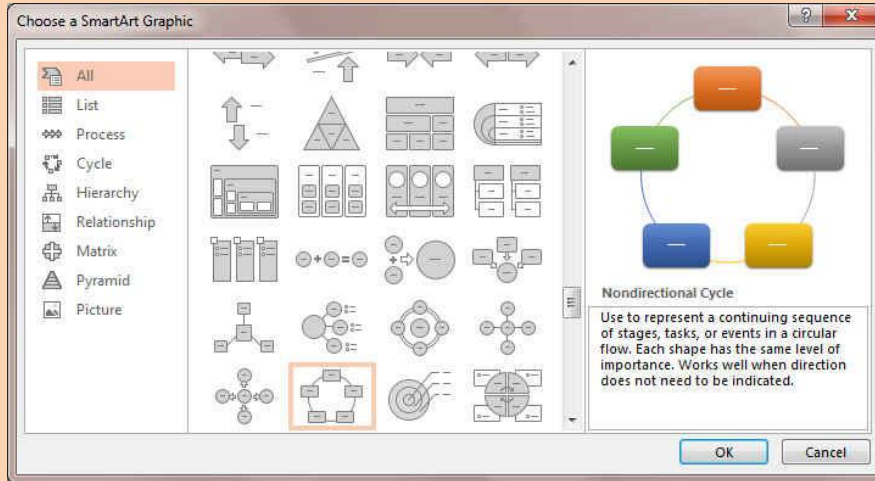 Choose a SmartArt Graphic
All
List
Process
Cycle
Hierarchy
Relationship
Matrix
Pyramid
Picture
Nondirectional Cycle
Use to represent a continuing sequence
of stages, tasks, or events in a circular
flow. Each shape has the same level of
importance. Works well when direction
does not need to be indicated.
OK
Cancel